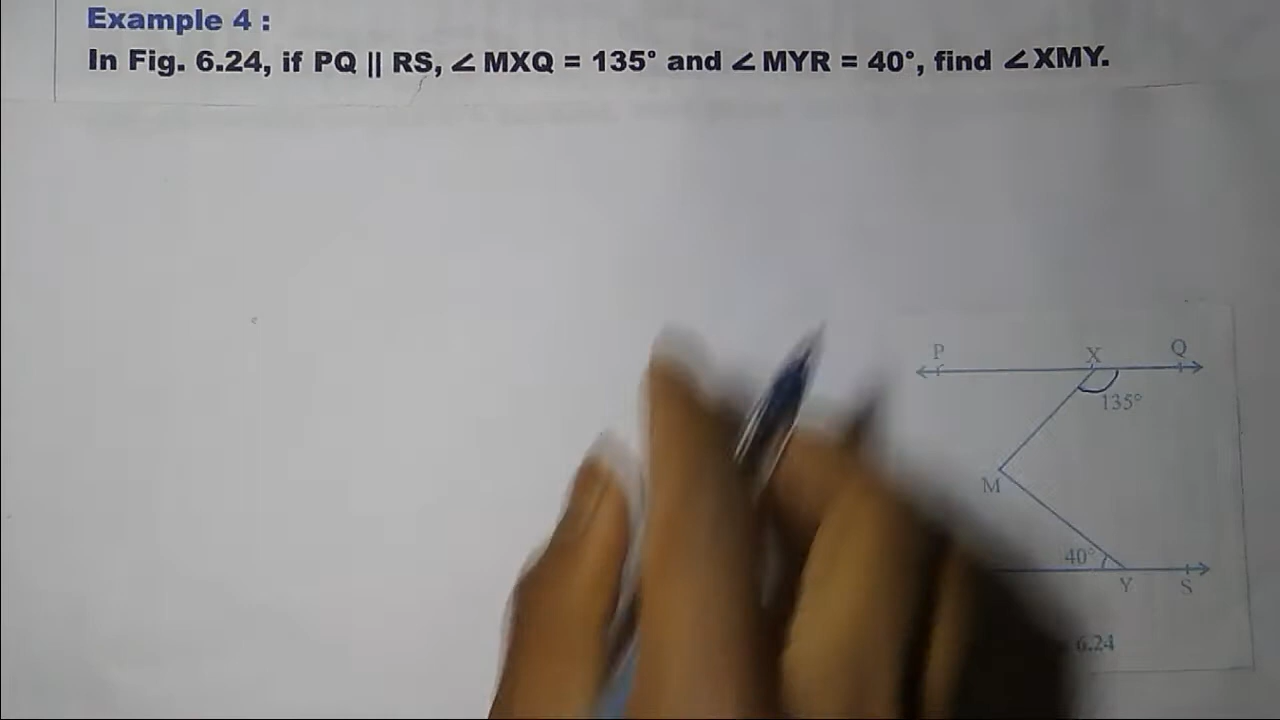 Example 4 :
In Fig. 6.24, if PQ || RS, ∠ MXQ = 135° and ∠ MYR = 40°, find ∠XMY.
P X Q
135°
M
40°
Y S
6.24